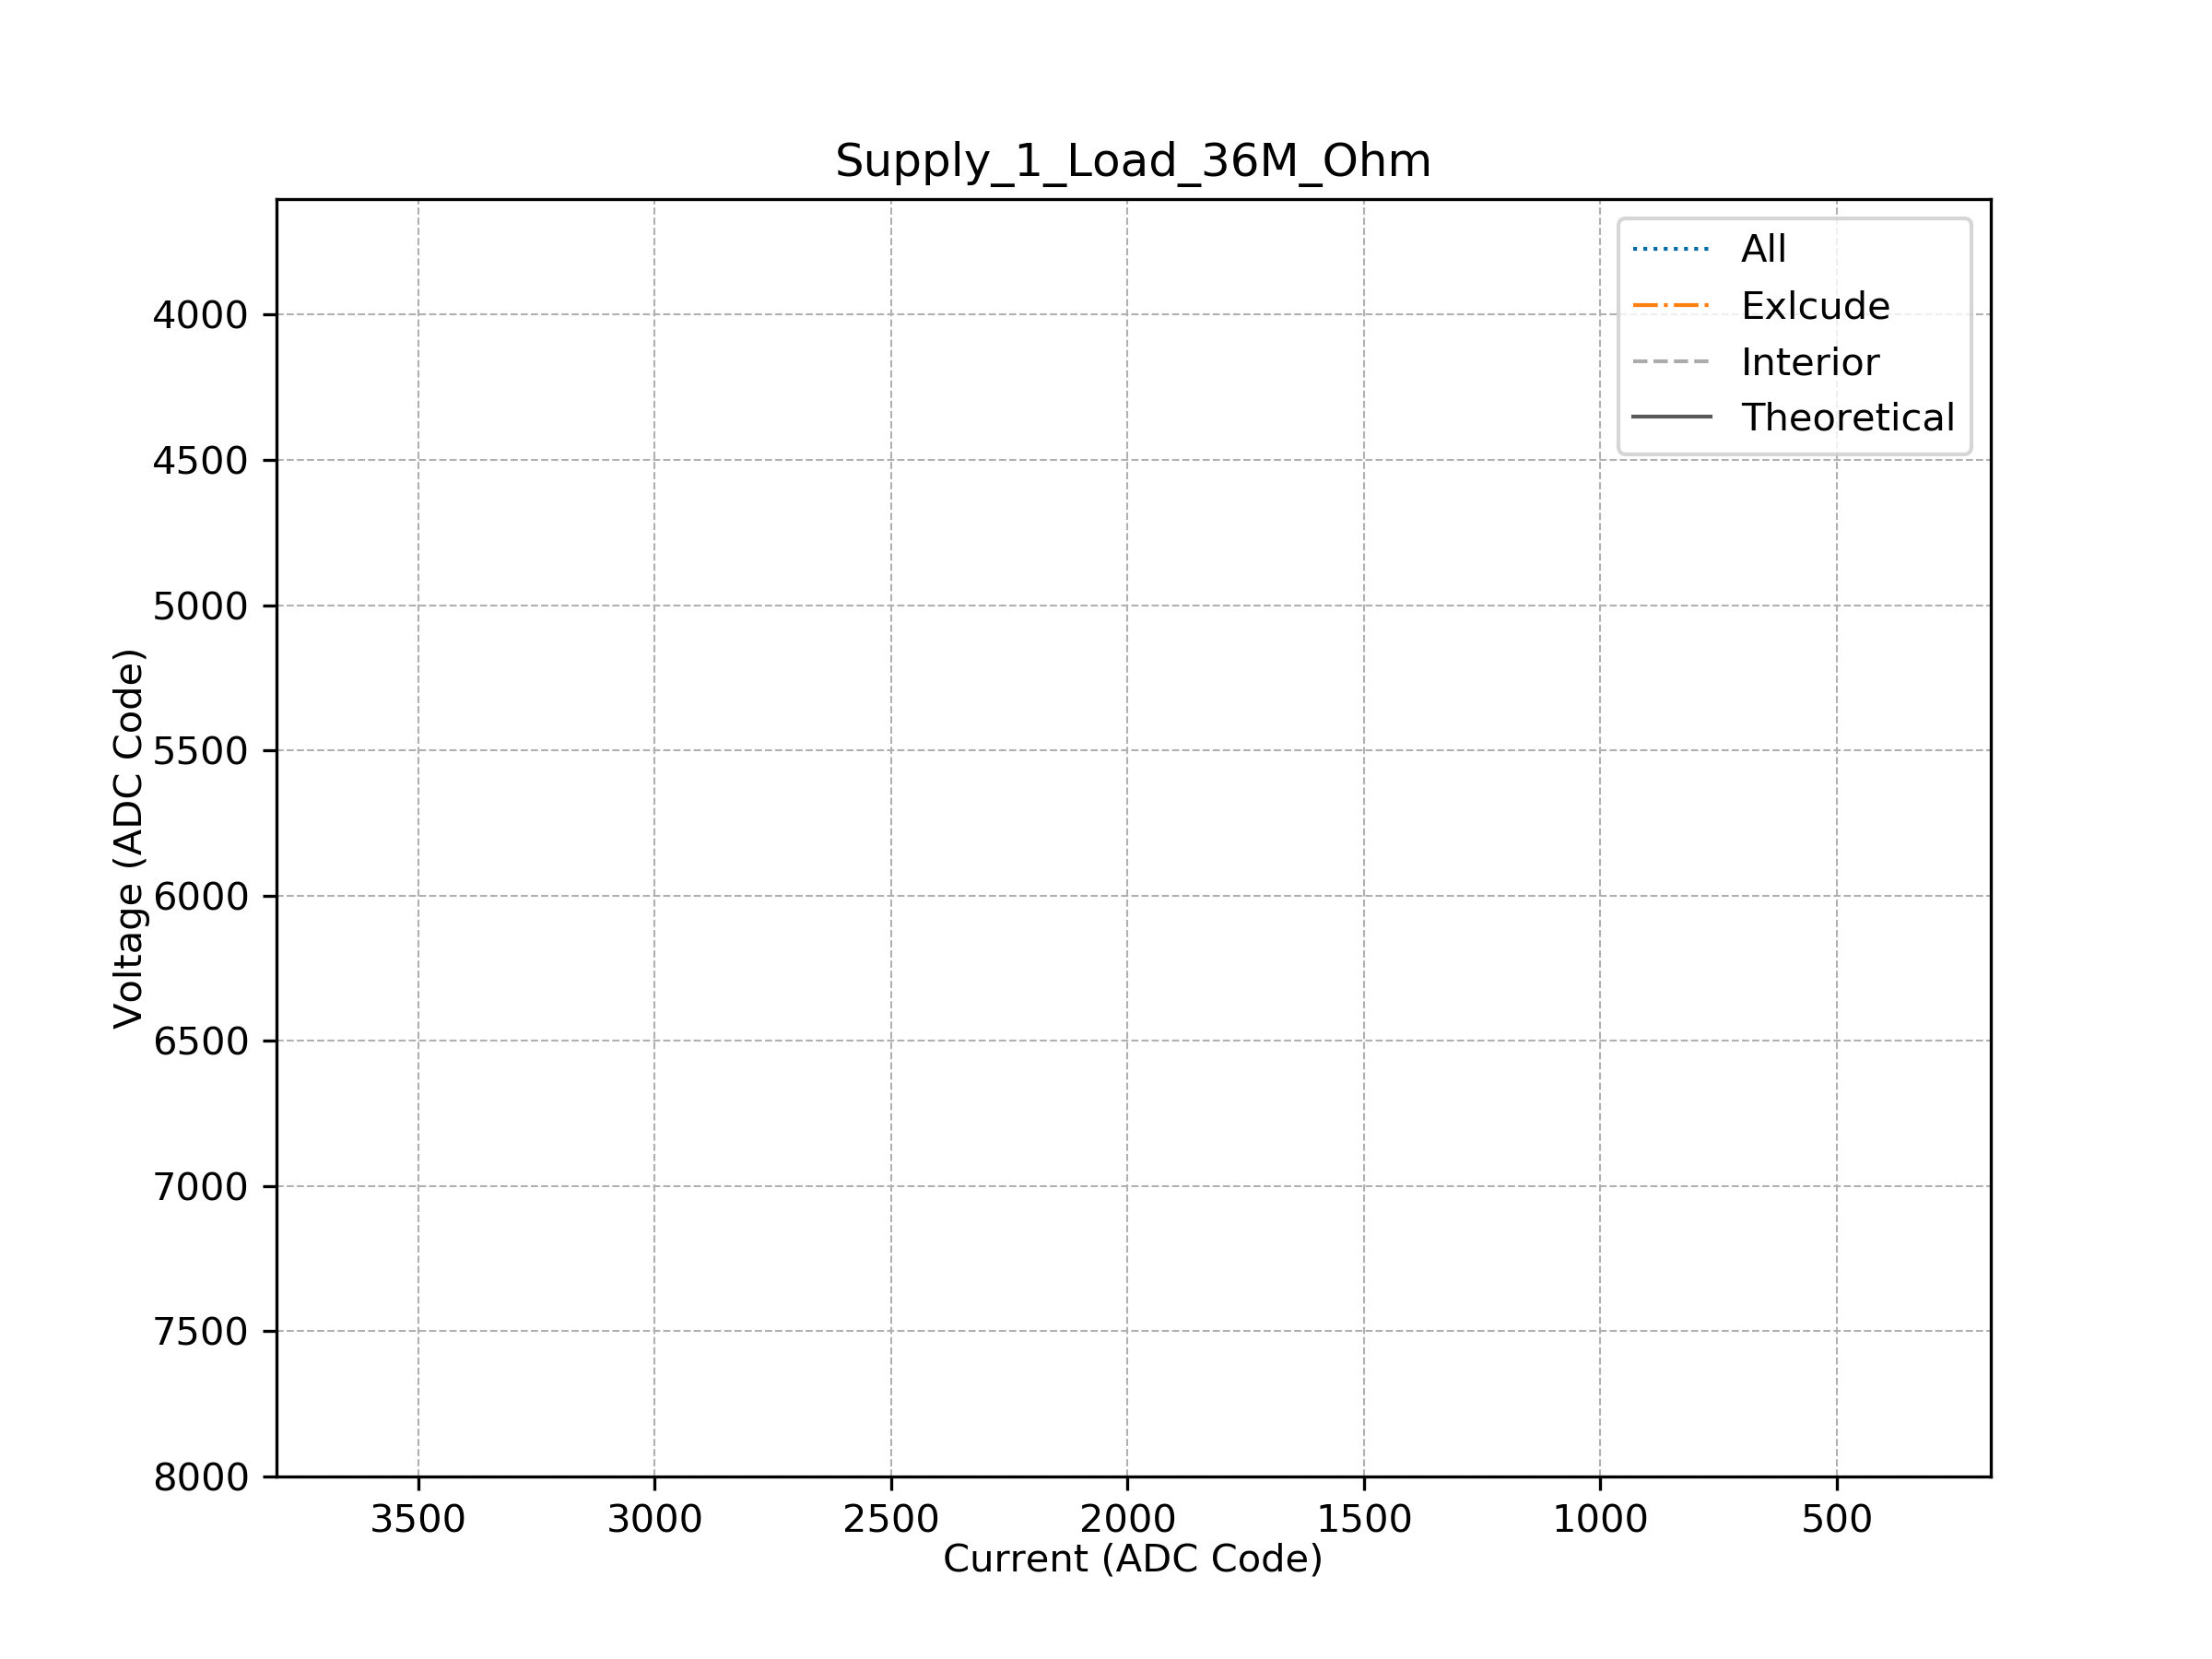 Supply_1_Load_36M_Ohm
All
Exlcude
Interior
Theoretical
4000
4500
5000
5500
6000
6500
7000
7500
8000
Voltage (ADC Code)
3500 3000 2500 2000 1500 1000 500
Current (ADC Code)